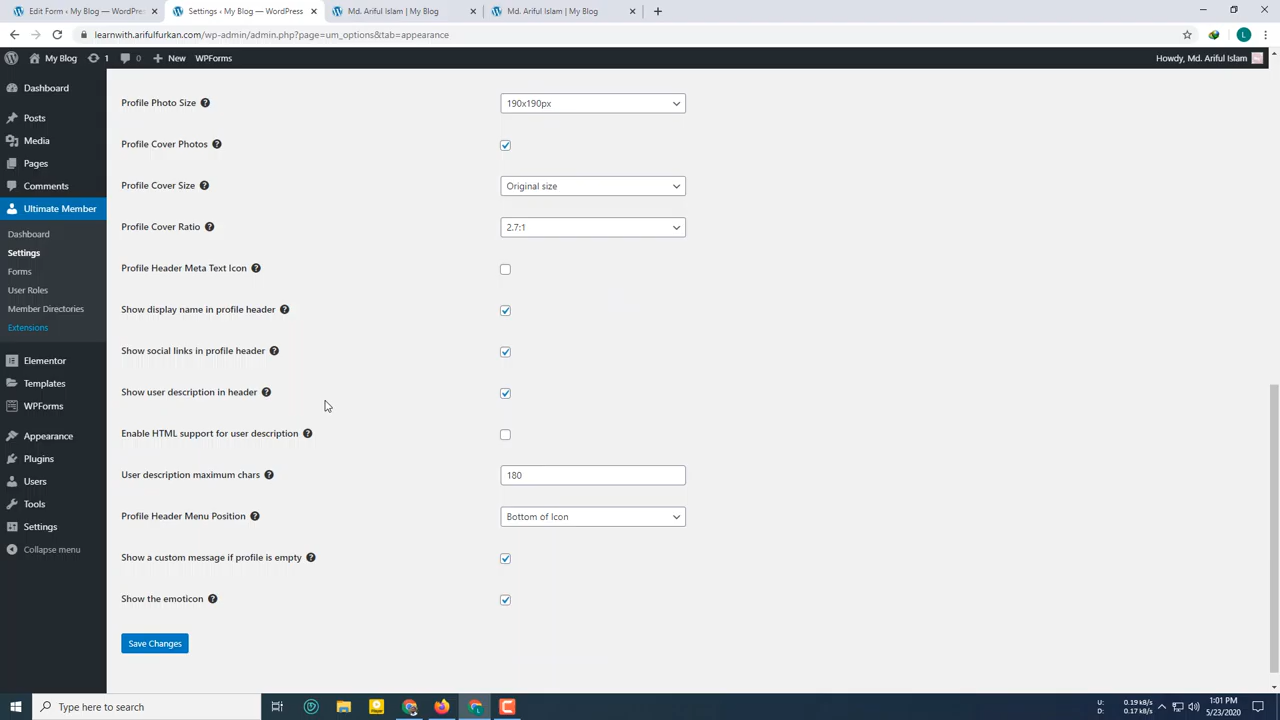 Edit Form ‹ My Blog — WordPress
Settings ‹ My Blog — WordPress
Md. Ariful Islam | My Blog
Md. Ariful Islam | My Blog
learnwith.arifulfurkan.com/wp-admin/admin.php?page=um_options&tab=appearance
L
My Blog
1
0
New
WPForms
Howdy, Md. Ariful Islam
Dashboard
Posts
Media
Pages
Comments
Ultimate Member
Dashboard
Settings
Forms
User Roles
Member Directories
Extensions
Elementor
Templates
WPForms
Appearance
Plugins
Users
Tools
Settings
Collapse menu
Profile Photo Size
190x190px
Profile Cover Photos
Profile Cover Size
Original size
Profile Cover Ratio
2.7:1
Profile Header Meta Text Icon
Show display name in profile header
Show social links in profile header
Show user description in header
Enable HTML support for user description
User description maximum chars
180
Profile Header Menu Position
Bottom of Icon
Show a custom message if profile is empty
Show the emoticon
Save Changes
Type here to search
U: 0.19 kB/s
D: 0.17 kB/s
1:01 PM
5/23/2020